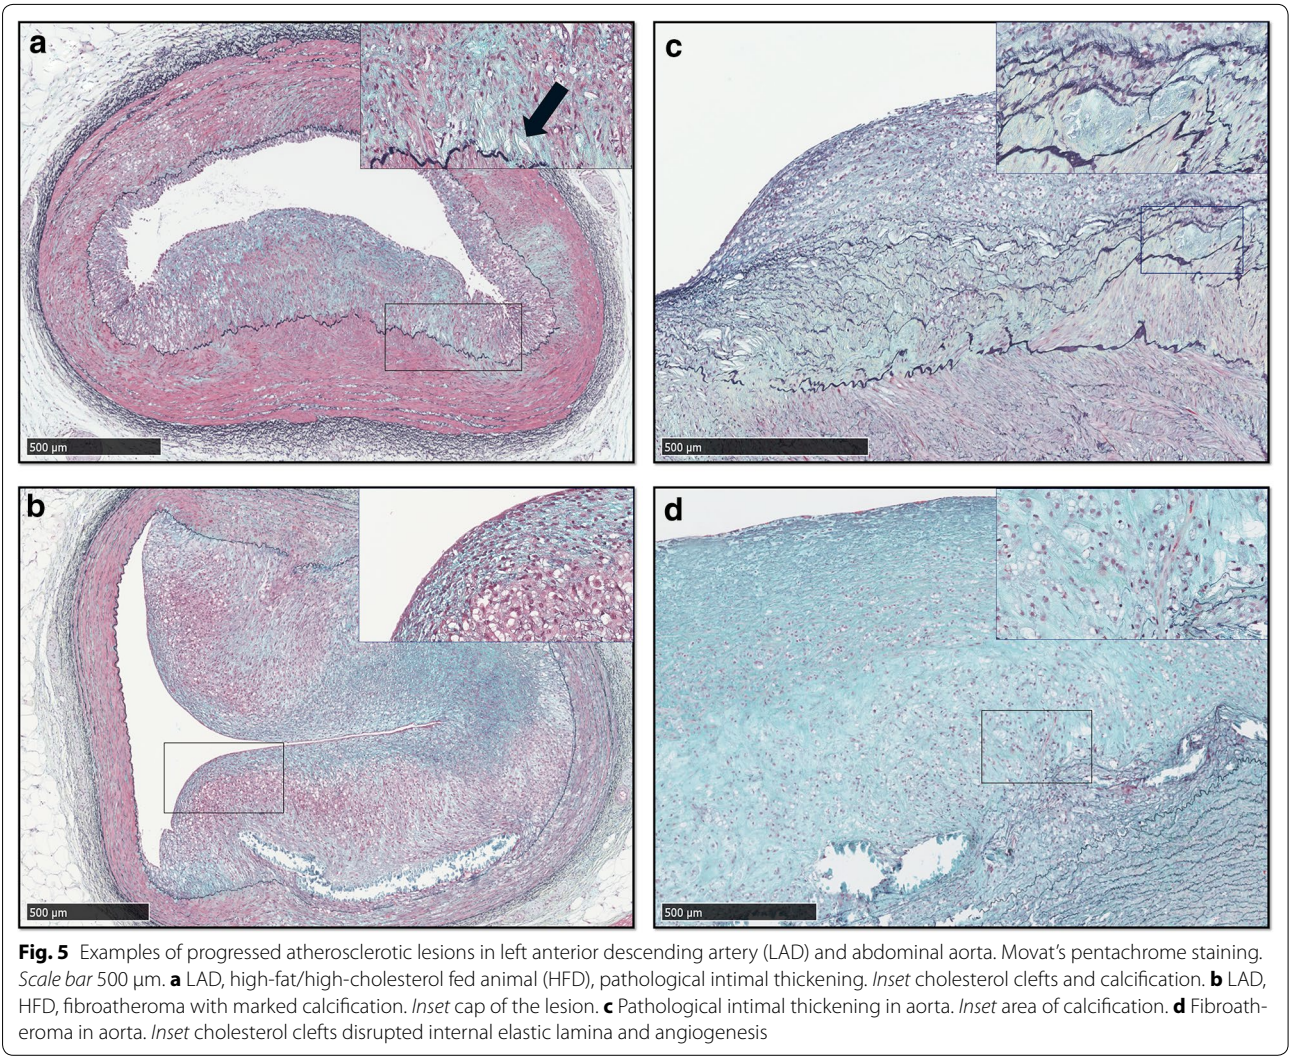 a
500 µm
c
500 µm
b
500 µm
d
500 µm
Fig. 5 Examples of progressed atherosclerotic lesions in left anterior descending artery (LAD) and abdominal aorta. Movat’s pentachrome staining.
Scale bar 500 µm. a LAD, high-fat/high-cholesterol fed animal (HFD), pathological intimal thickening. Inset cholesterol clefts and calcification. b LAD,
HFD, fibroatheroma with marked calcification. Inset cap of the lesion. c Pathological intimal thickening in aorta. Inset area of calcification. d Fibroath-
eroma in aorta. Inset cholesterol clefts disrupted internal elastic lamina and angiogenesis